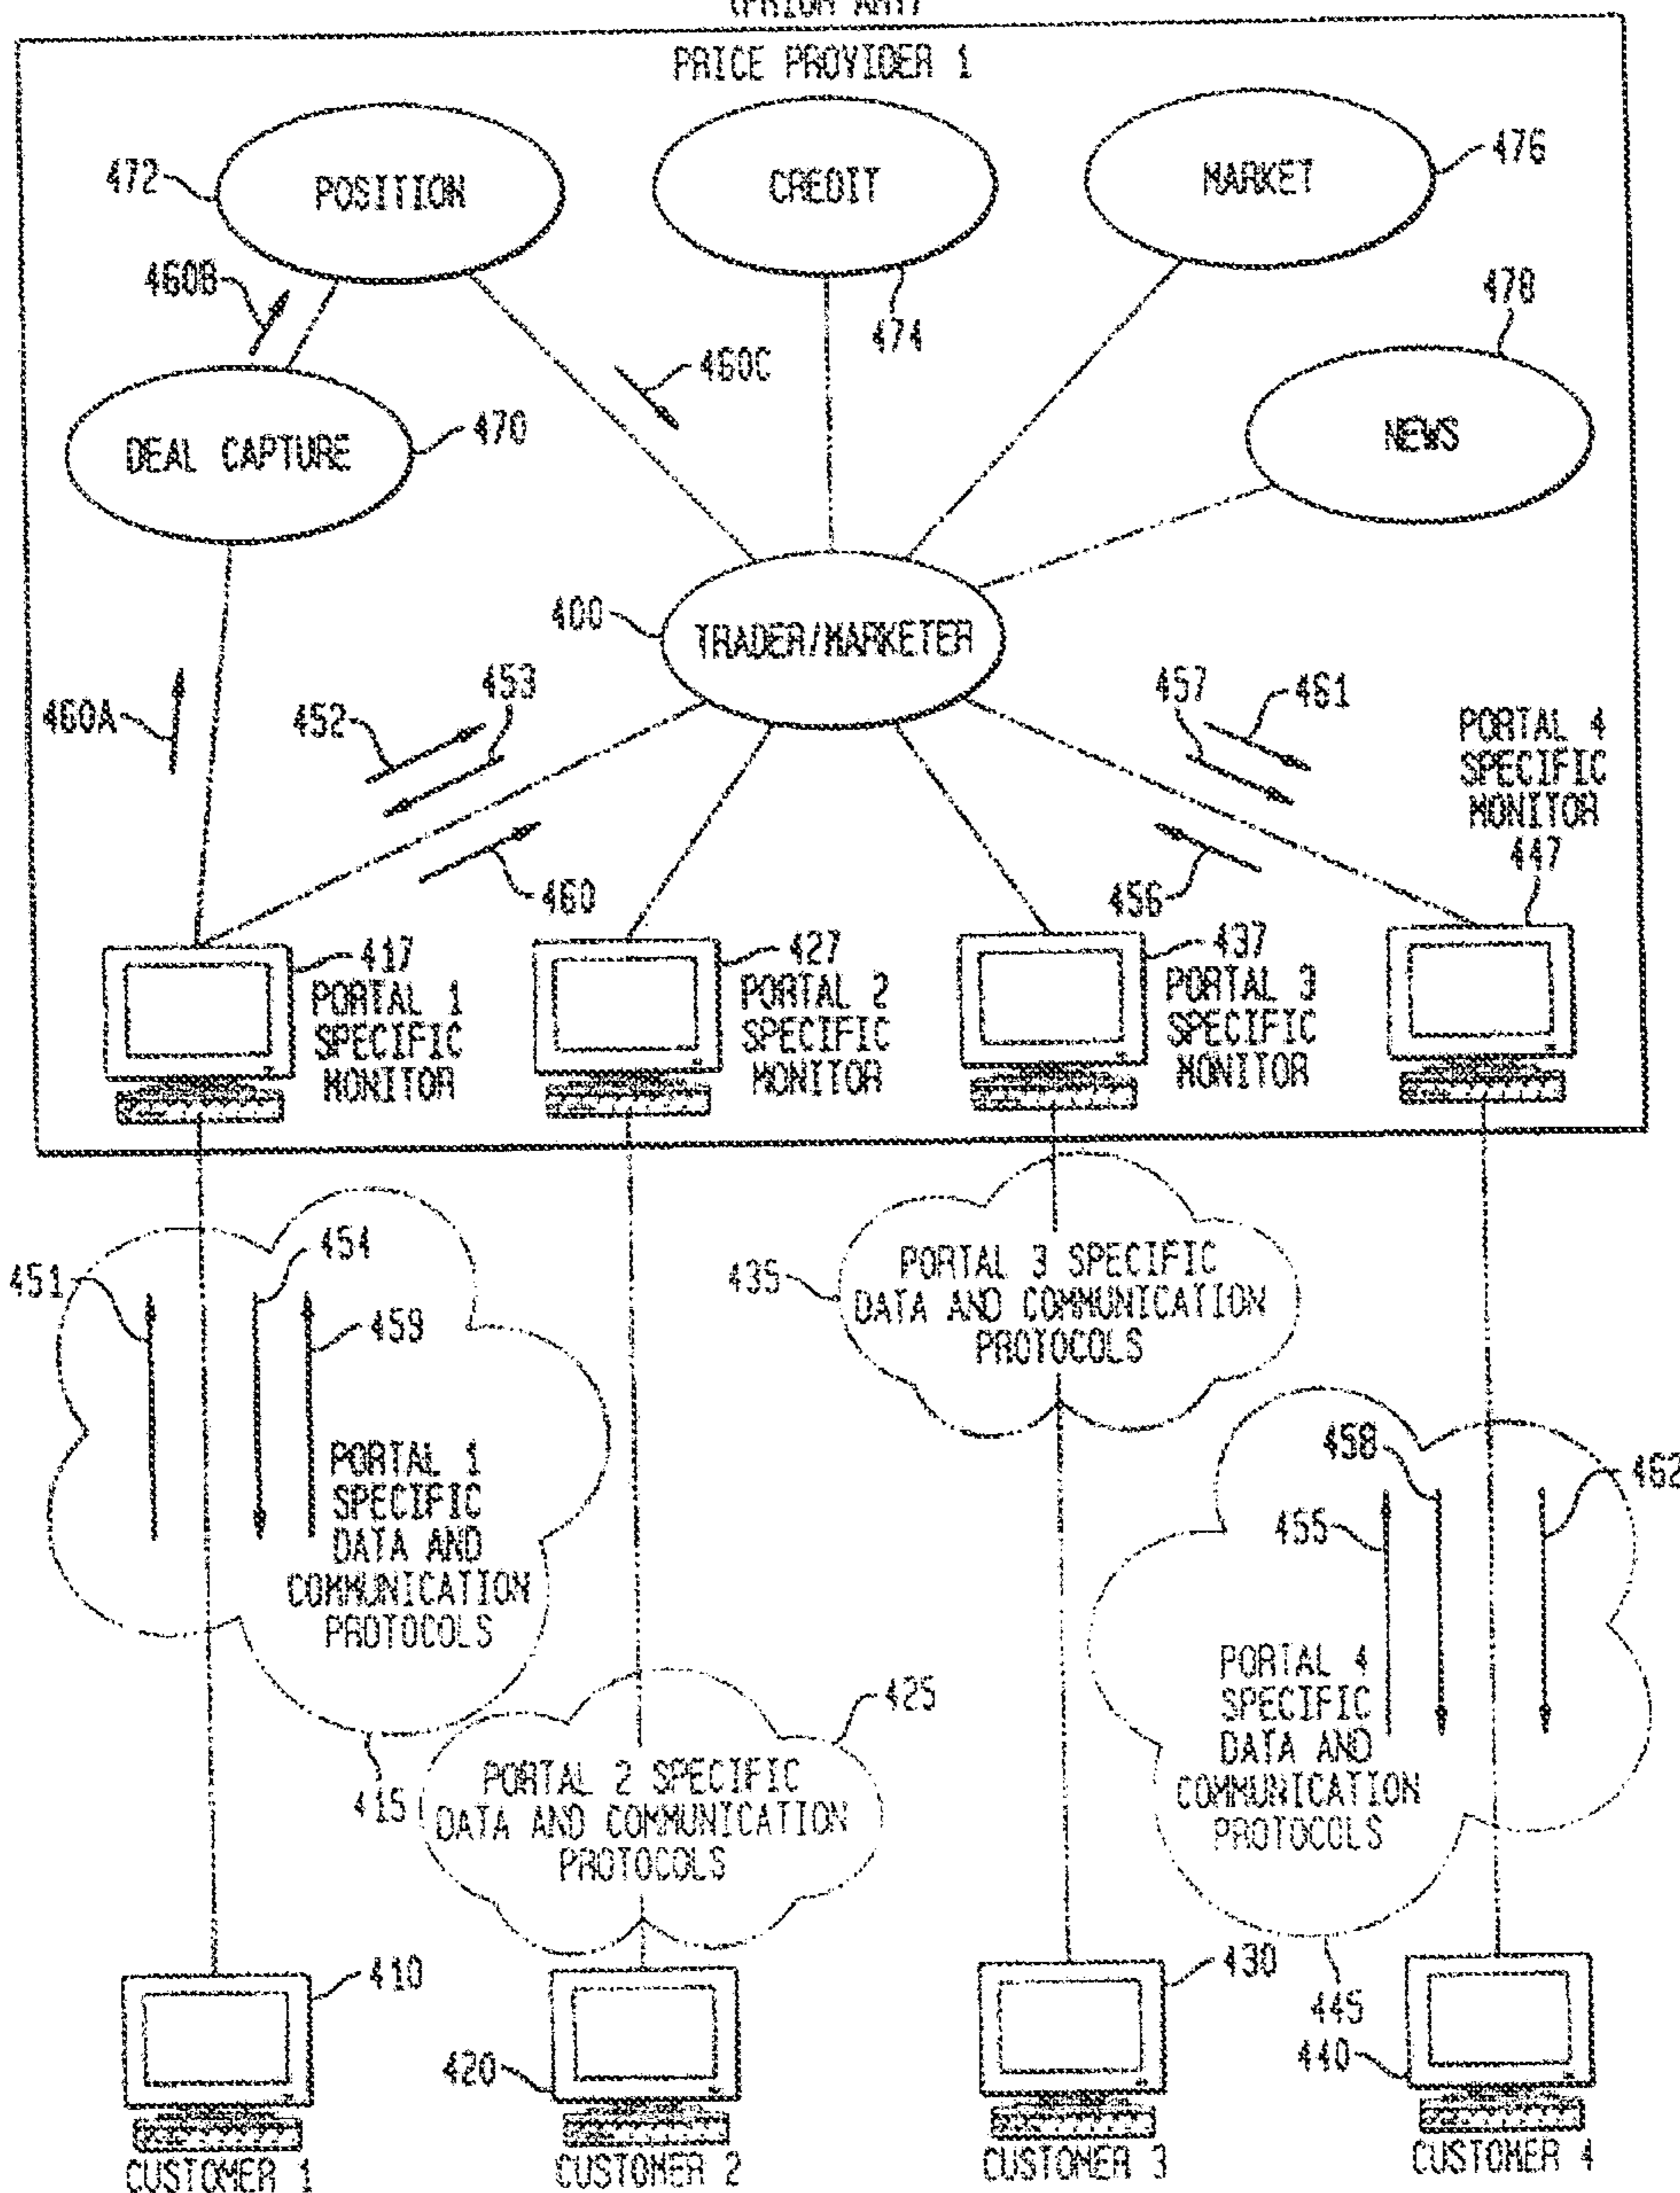 (PRIOR ART)
PRICE PROVIDER 1
472
POSITION
CREDIT
MARKET
476
460B
474
478
460C
DEAL CAPTURE
470
NEWS
400
TRADER/MARKETER
460A
452
453
457
461
PORTAL 4
SPECIFIC
MONITOR
447
460
456
417
PORTAL 1
SPECIFIC
MONITOR
427
PORTAL 2
SPECIFIC
MONITOR
437
PORTAL 3
SPECIFIC
MONITOR
451
454
459
PORTAL 1
SPECIFIC
DATA AND
COMMUNICATION
PROTOCOLS
415
435
PORTAL 3 SPECIFIC
DATA AND COMMUNICATION
PROTOCOLS
458
462
455
PORTAL 4
SPECIFIC
DATA AND
COMMUNICATION
PROTOCOLS
425
PORTAL 2 SPECIFIC
DATA AND COMMUNICATION
PROTOCOLS
410
420
430
445
440
CUSTOMER 1
CUSTOMER 2
CUSTOMER 3
CUSTOMER 4